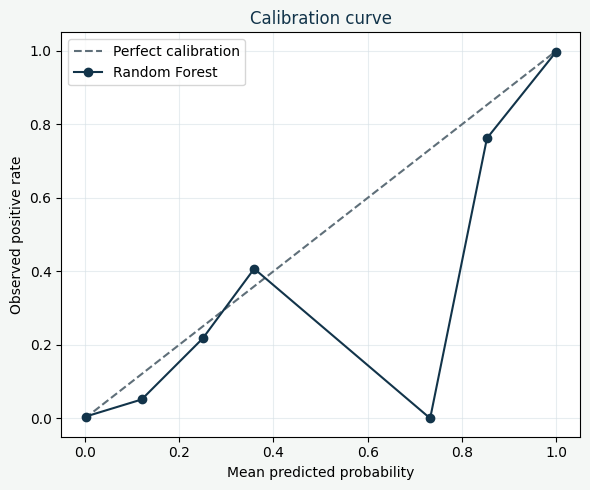 Calibration curve
Perfect calibration
Random Forest
1.0
0.8
0.6
0.4
0.2
0.0
Observed positive rate
0.0 0.2 0.4 0.6 0.8 1.0
Mean predicted probability